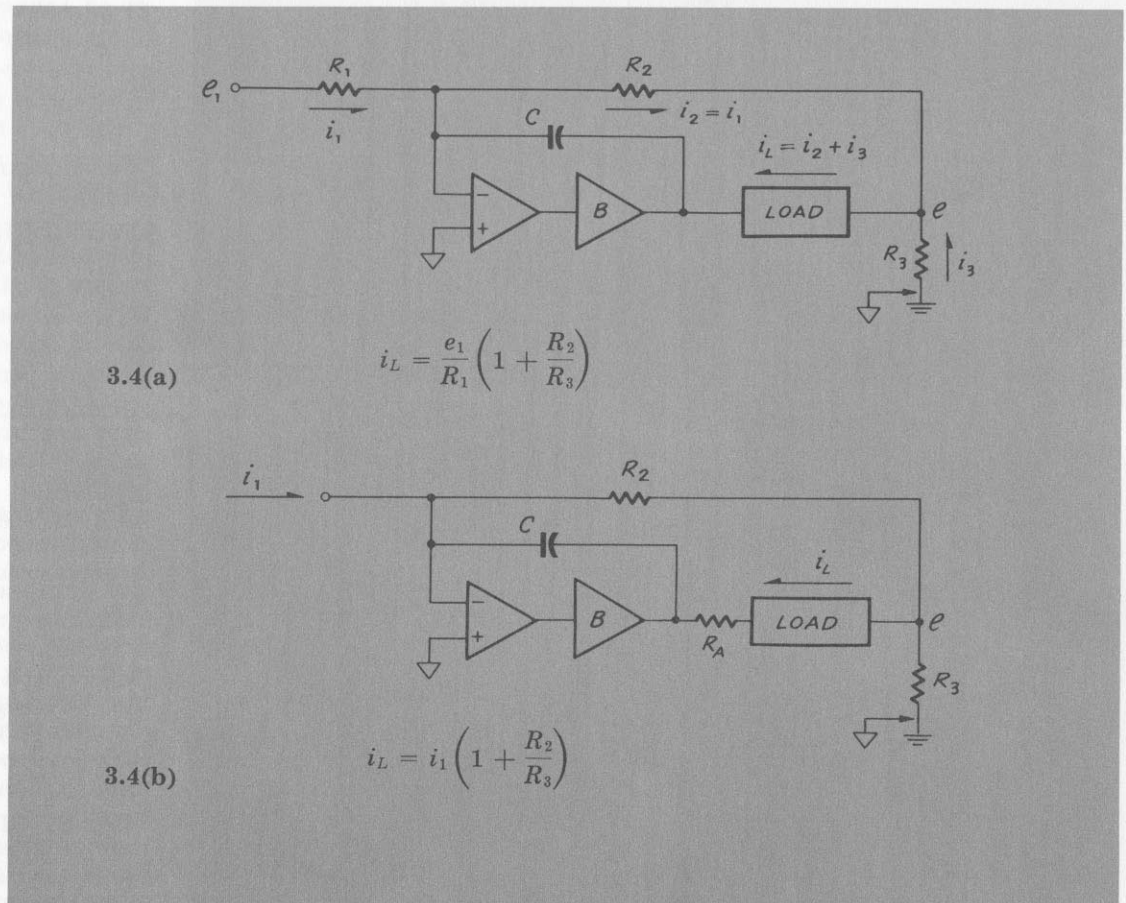 R₁
R₂
e₁
i₁
i₂ = i₁
C
i_L = i₂ + i₃
−
+
B
LOAD
e
R₃
i₃
3.4(a)
i_L = e₁/R₁ (1 + R₂/R₃)
i₁
R₂
C
i_L
−
+
B
R_A
LOAD
e
R₃
3.4(b)
i_L = i₁ (1 + R₂/R₃)